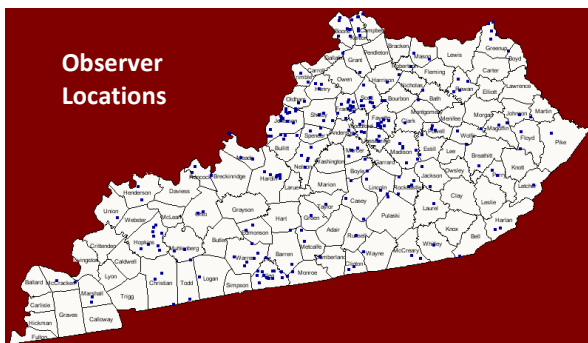 Observer
Locations
Boone
Campbell
Kenton
Gallatin
Grant
Pendleton
Bracken
Mason
Lewis
Greenup
Boyd
Carter
Carroll
Trimble
Owen
Harrison
Robertson
Fleming
Nicholas
Rowan
Elliott
Lawrence
Oldham
Henry
Shelby
Bourbon
Bath
Montgomery
Menifee
Morgan
Johnson
Martin
Jefferson
Spencer
Anderson
Fayette
Clark
Powell
Wolfe
Magoffin
Floyd
Pike
Bullitt
Nelson
Washington
Mercer
Garrard
Madison
Estill
Lee
Breathitt
Knott
Meade
Hancock
Breckinridge
Hardin
Larue
Marion
Boyle
Lincoln
Rockcastle
Jackson
Owsley
Perry
Letcher
Henderson
Daviess
Union
Webster
McLean
Ohio
Grayson
Hart
Green
Taylor
Casey
Pulaski
Laurel
Clay
Leslie
Harlan
Knox
Bell
Crittenden
Hopkins
Muhlenberg
Butler
Edmonson
Barren
Metcalfe
Adair
Russell
Wayne
McCreary
Whitley
Livingston
Caldwell
Lyon
Christian
Todd
Logan
Warren
Simpson
Allen
Monroe
Cumberland
Clinton
Ballard
McCracken
Marshall
Trigg
Carlisle
Graves
Calloway
Hickman
Fulton